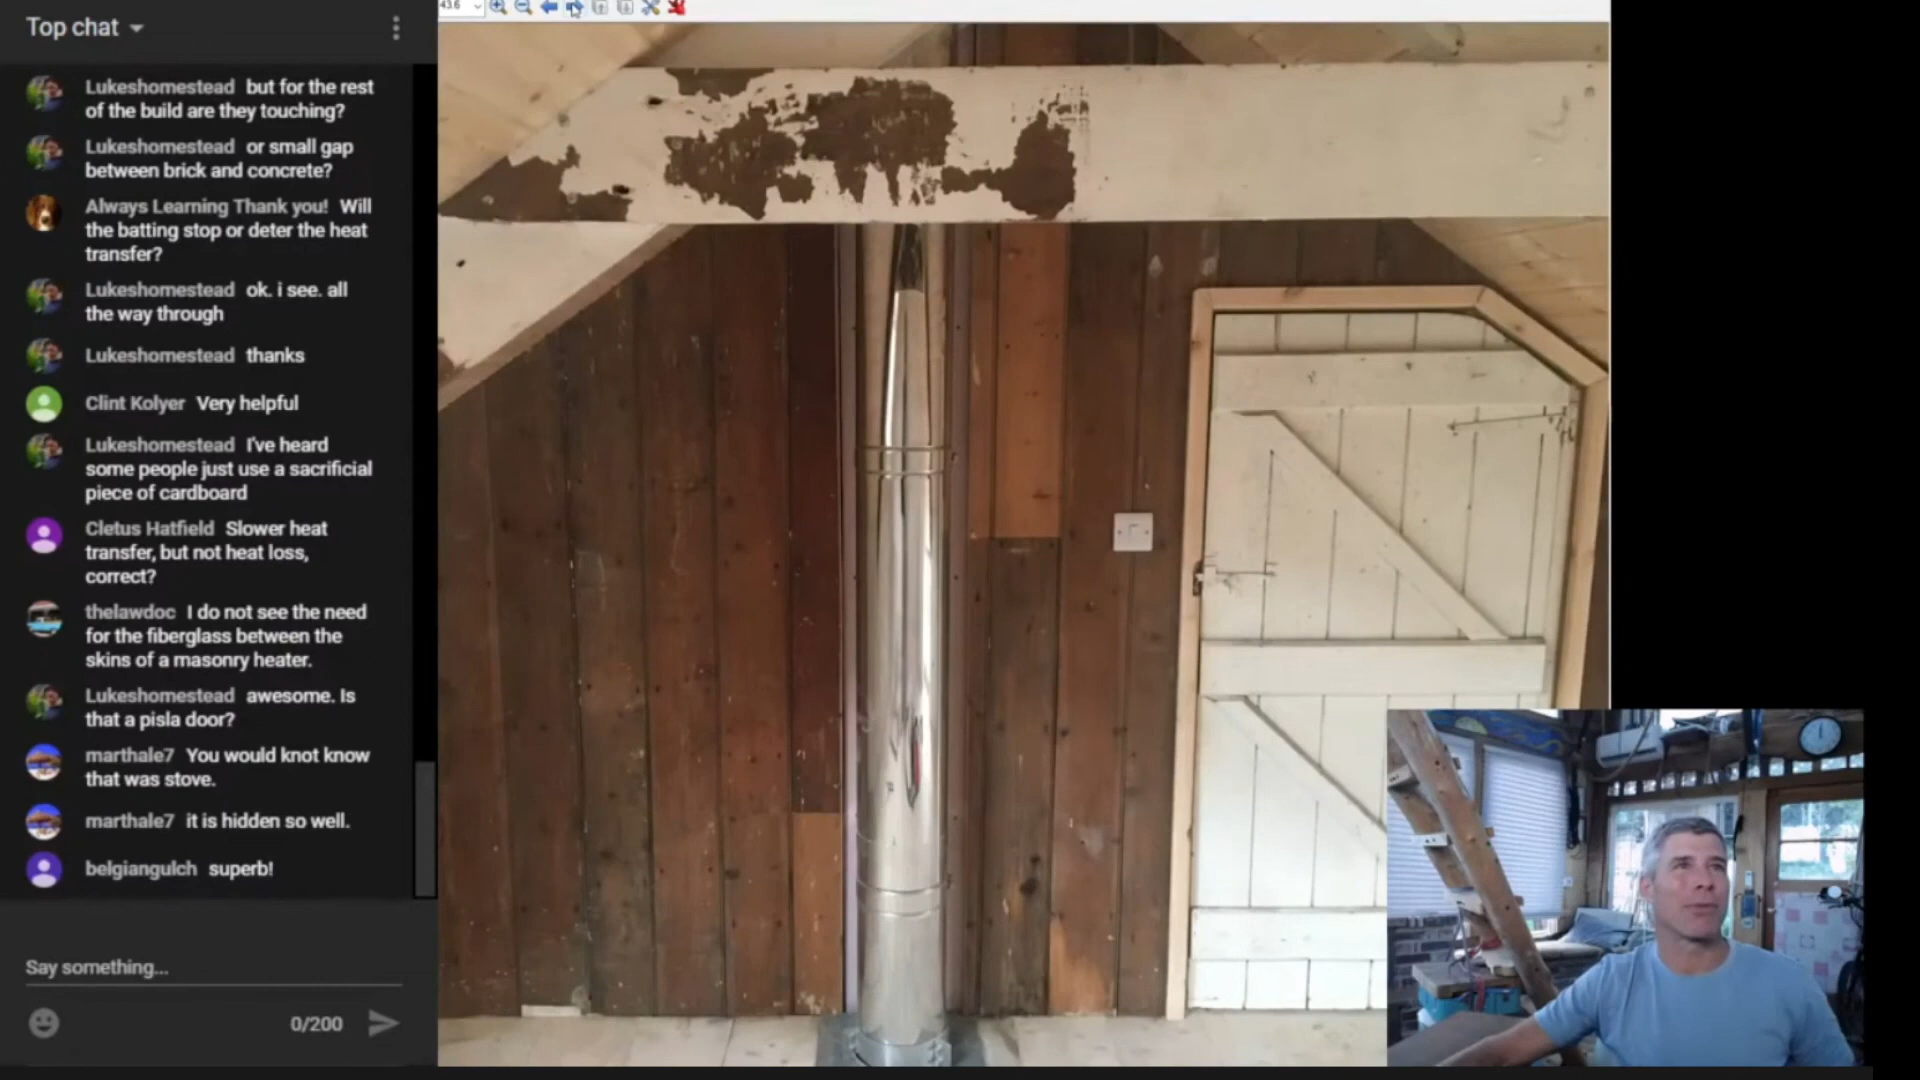 Top chat
43.6
Lukeshomestead but for the rest
of the build are they touching?
Lukeshomestead or small gap
between brick and concrete?
Always Learning Thank you! Will
the batting stop or deter the heat
transfer?
Lukeshomestead ok. i see. all
the way through
Lukeshomestead thanks
Clint Kolyer Very helpful
Lukeshomestead I've heard
some people just use a sacrificial
piece of cardboard
Cletus Hatfield Slower heat
transfer, but not heat loss,
correct?
thelawdoc I do not see the need
for the fiberglass between the
skins of a masonry heater.
Lukeshomestead awesome. Is
that a pisla door?
marthale7 You would knot know
that was stove.
marthale7 it is hidden so well.
belgiangulch superb!
Say something...
0/200